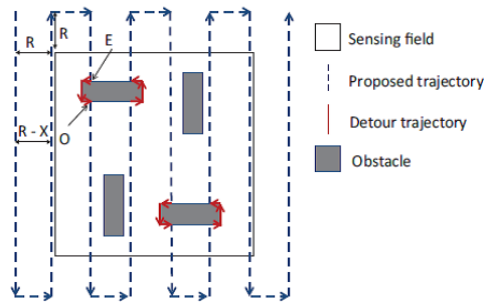 R
R
E
R - X
O
Sensing field
Proposed trajectory
Detour trajectory
Obstacle